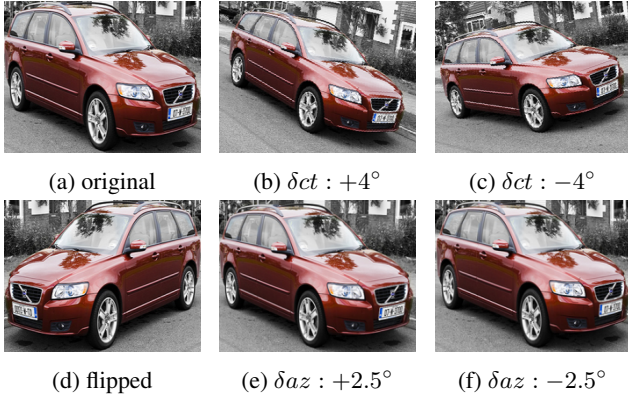 (a) original
(b) δct : +4°
(c) δct : −4°
(d) flipped
(e) δaz : +2.5°
(f) δaz : −2.5°